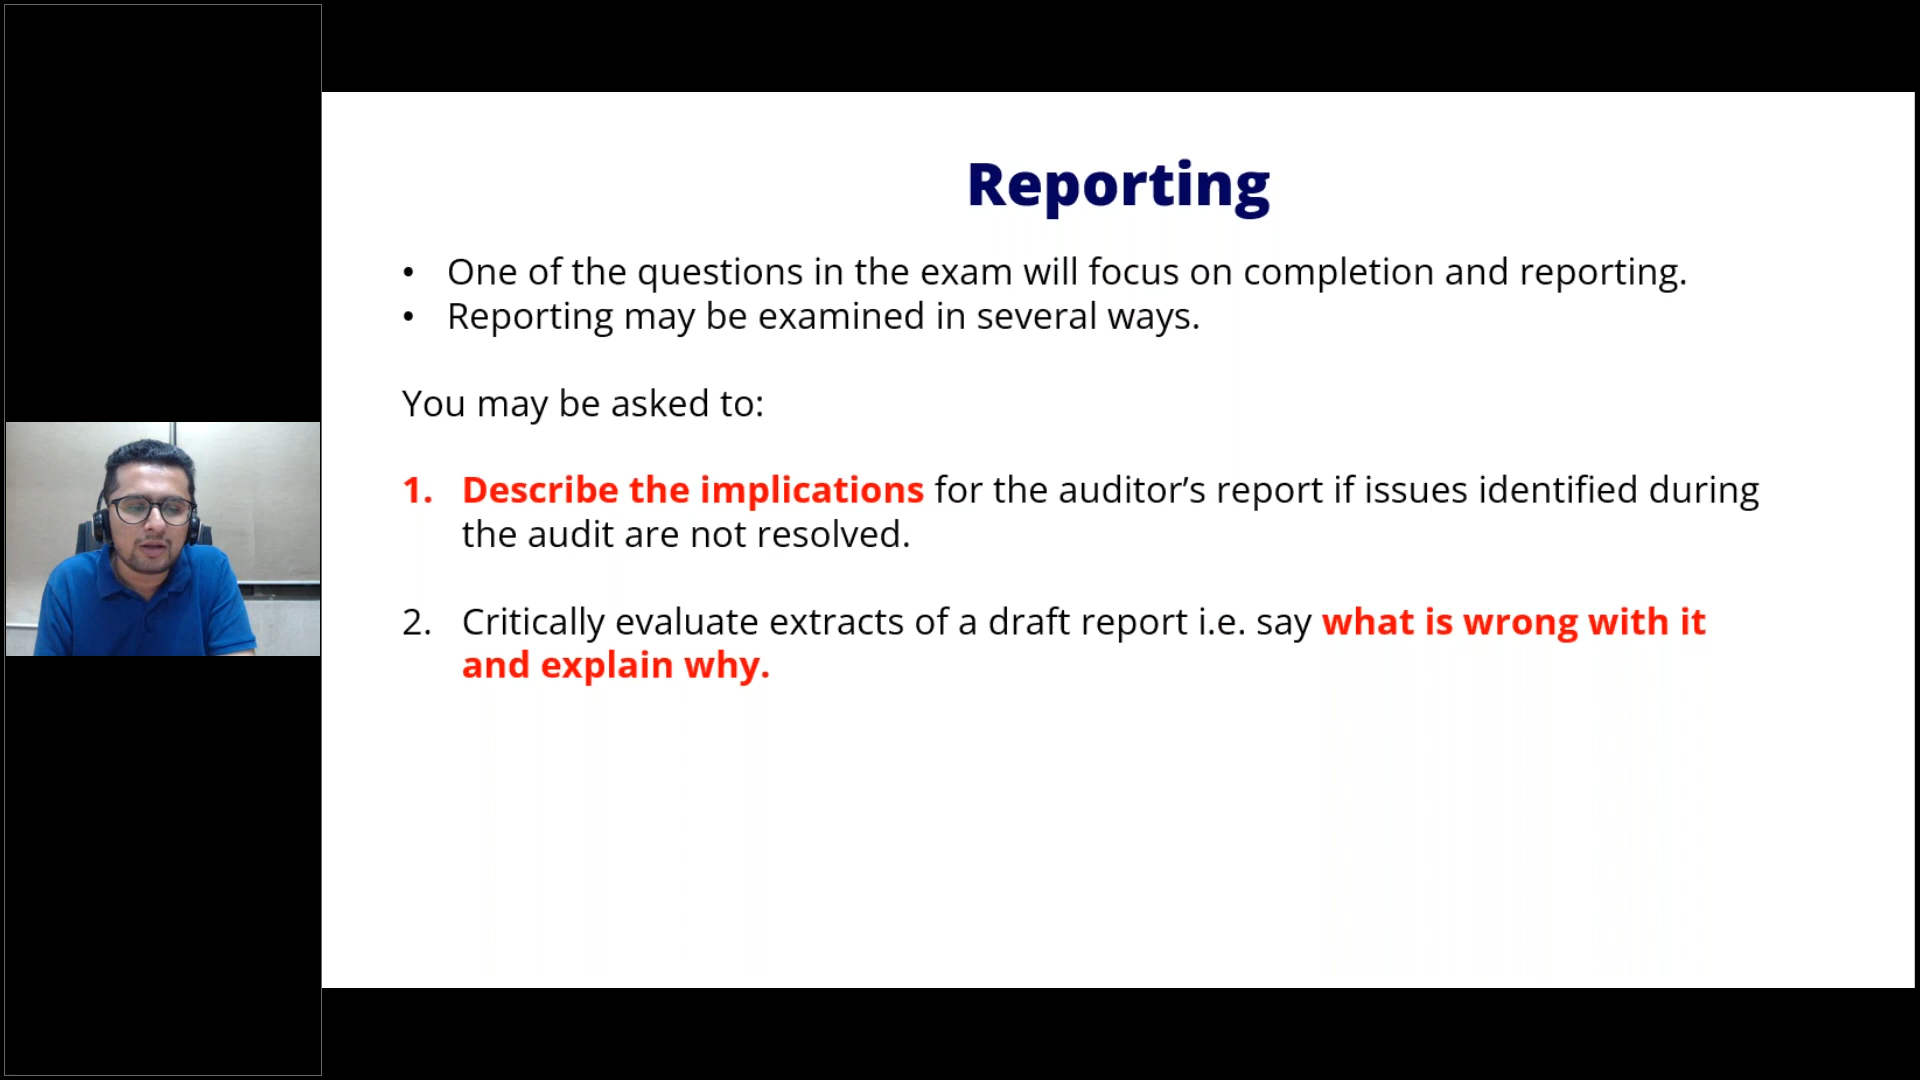 Reporting
• One of the questions in the exam will focus on completion and reporting.
• Reporting may be examined in several ways.
You may be asked to:
1. Describe the implications for the auditor’s report if issues identified during
the audit are not resolved.
2. Critically evaluate extracts of a draft report i.e. say what is wrong with it
and explain why.